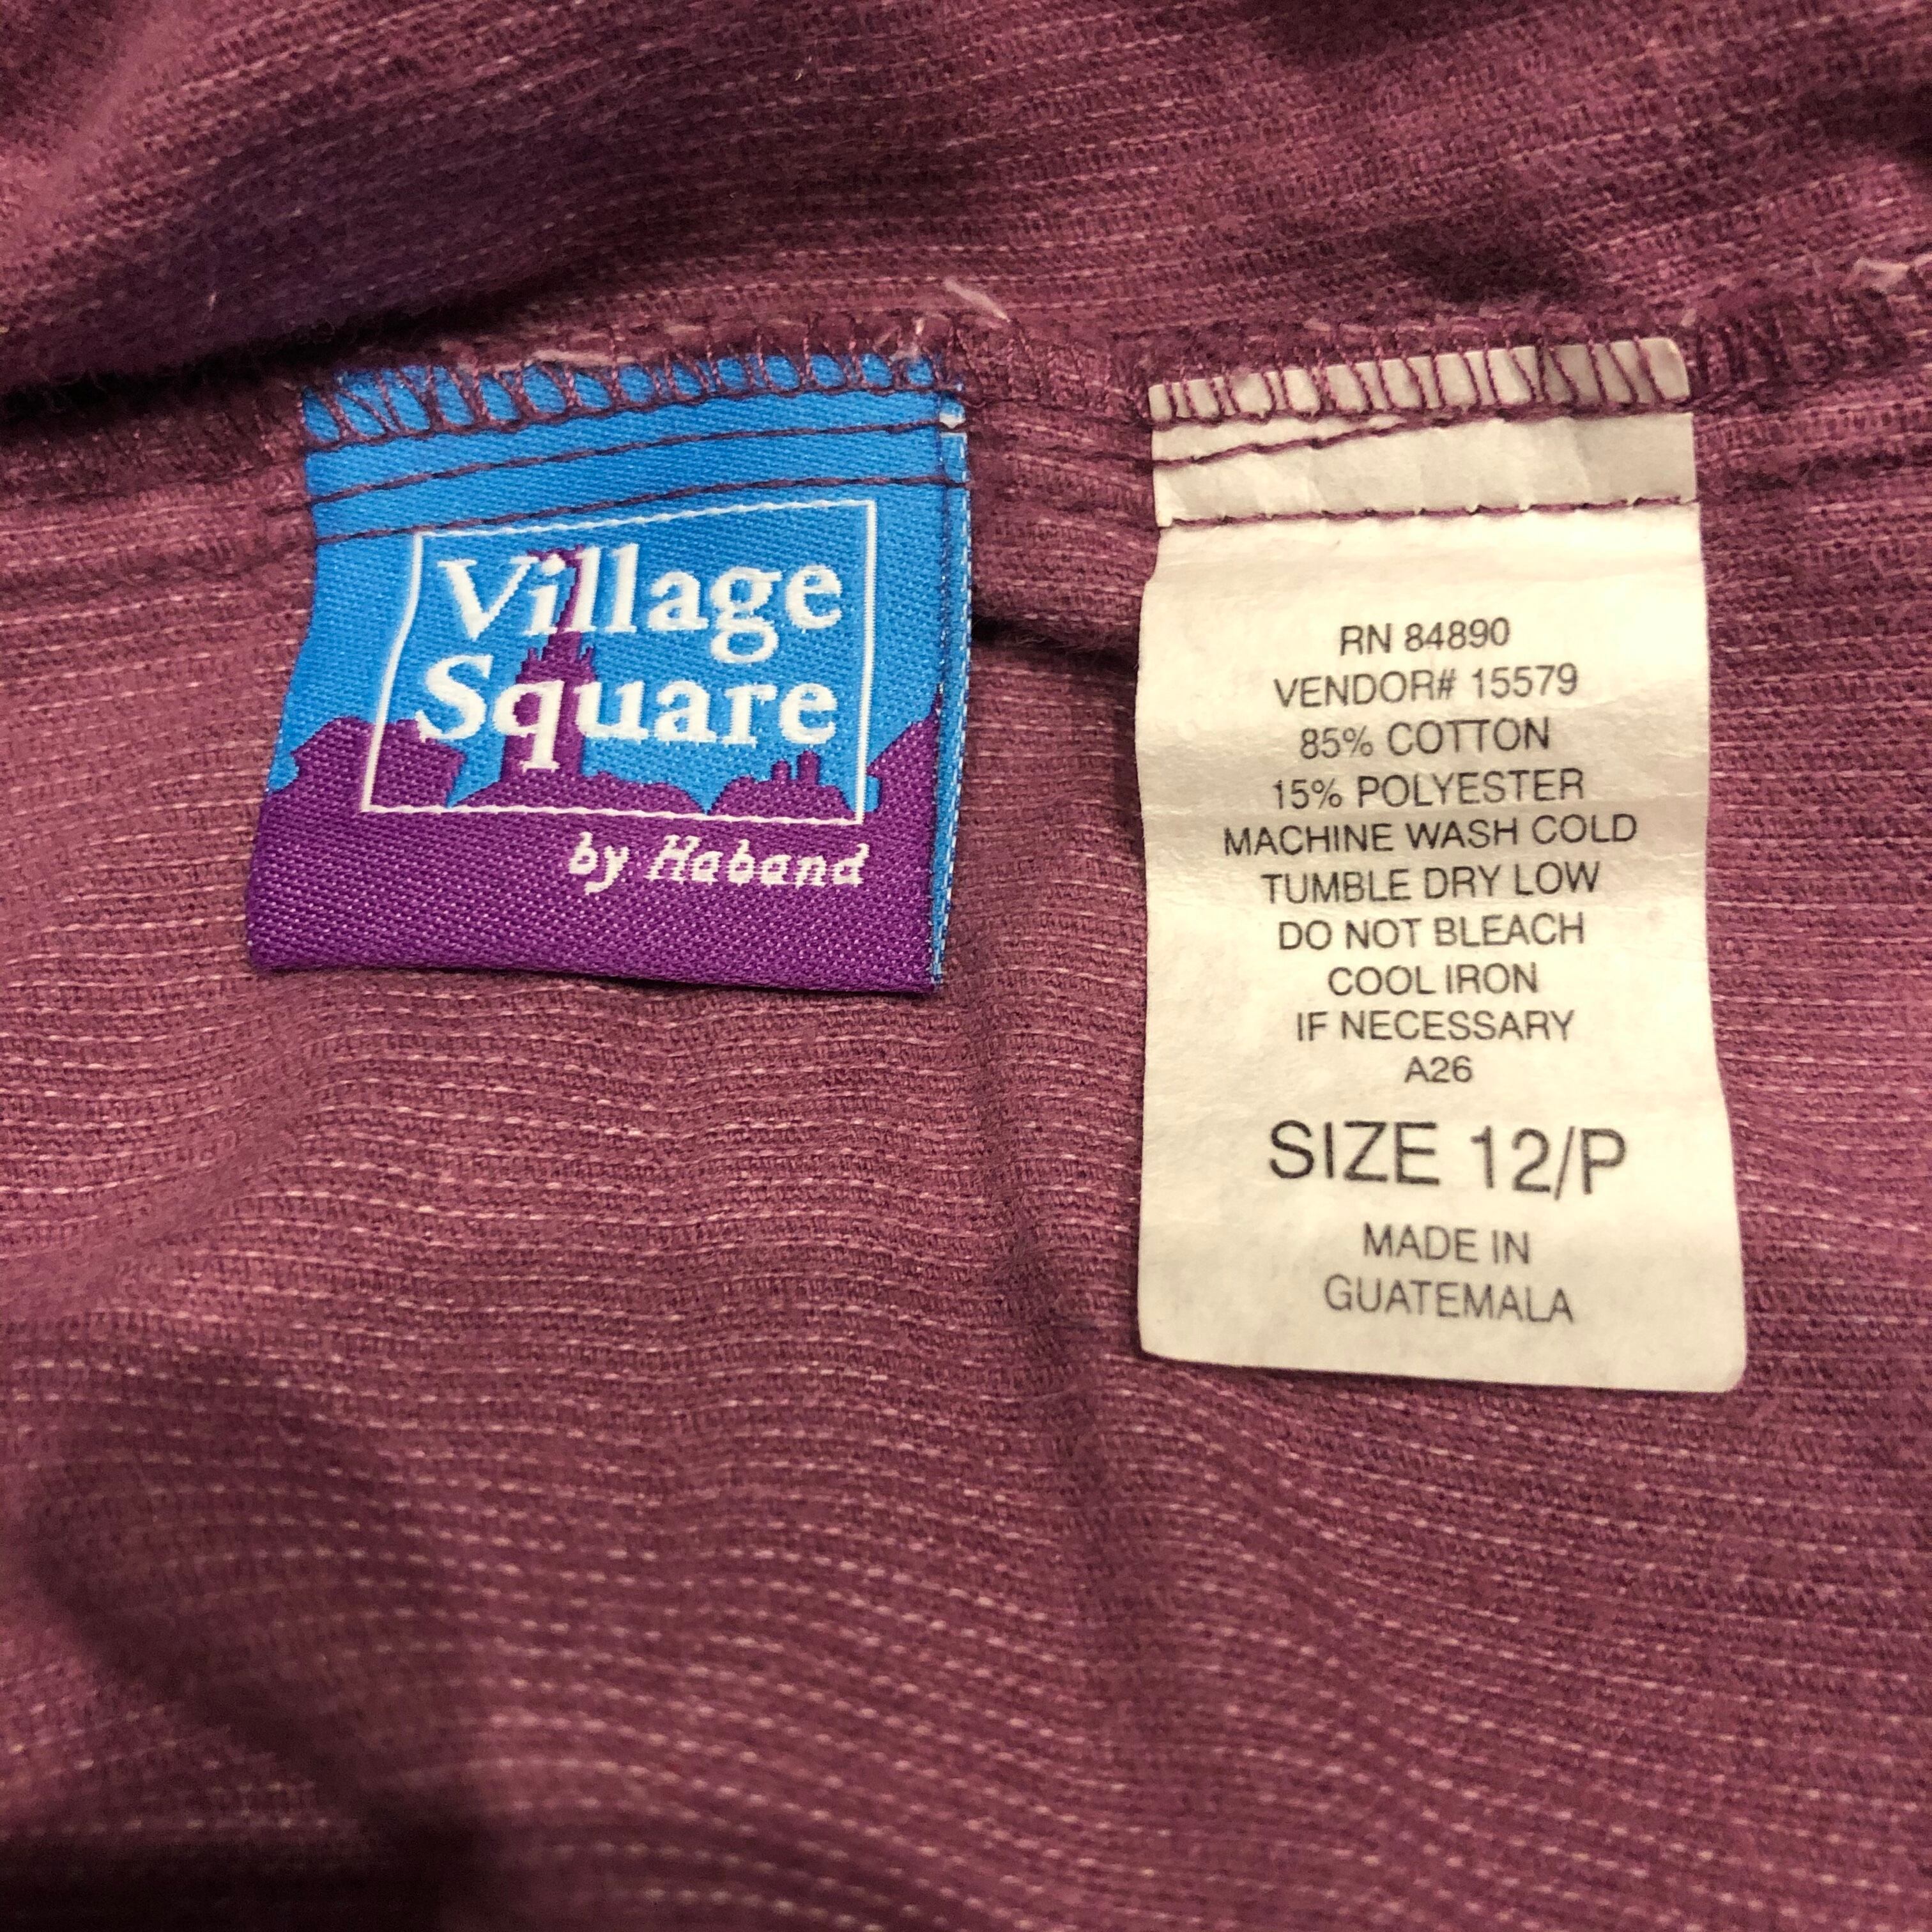 Village
Square
by Haband
RN 84890
VENDOR# 15579
85% COTTON
15% POLYESTER
MACHINE WASH COLD
TUMBLE DRY LOW
DO NOT BLEACH
COOL IRON
IF NECESSARY
A26
SIZE 12/P
MADE IN
GUATEMALA